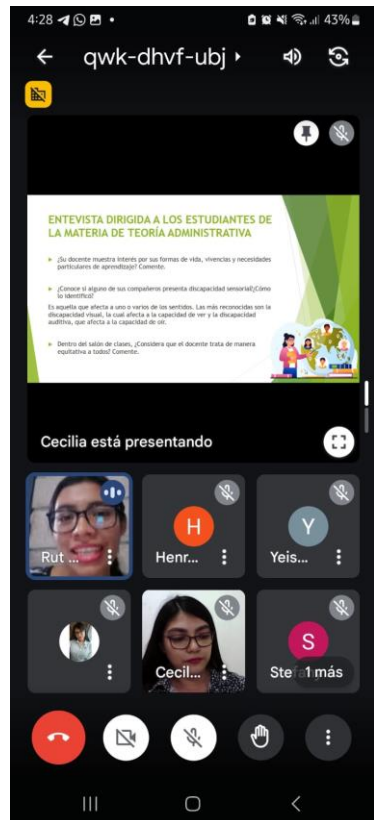 4:28
43%
qwk-dhvf-ubj
ENTEVISTA DIRIGIDA A LOS ESTUDIANTES DE
LA MATERIA DE TEORÍA ADMINISTRATIVA
¿Su docente muestra interés por sus formas de vida, vivencias y necesidades
particulares de aprendizaje? Comente.
¿Conoce si alguno de sus compañeros presenta discapacidad sensorial?¿Cómo
lo identificó?
Es aquella que afecta a uno o varios de los sentidos. Las más reconocidas son la
discapacidad visual, la cual afecta a la capacidad de ver y la discapacidad
auditiva, que afecta a la capacidad de oír.
Dentro del salón de clases, ¿Considera que el docente trata de manera
equitativa a todos? Comente.
Cecilia está presentando
Rut ...
H
Henr...
Y
Yeis...
Cecil...
S
Stef
1 más